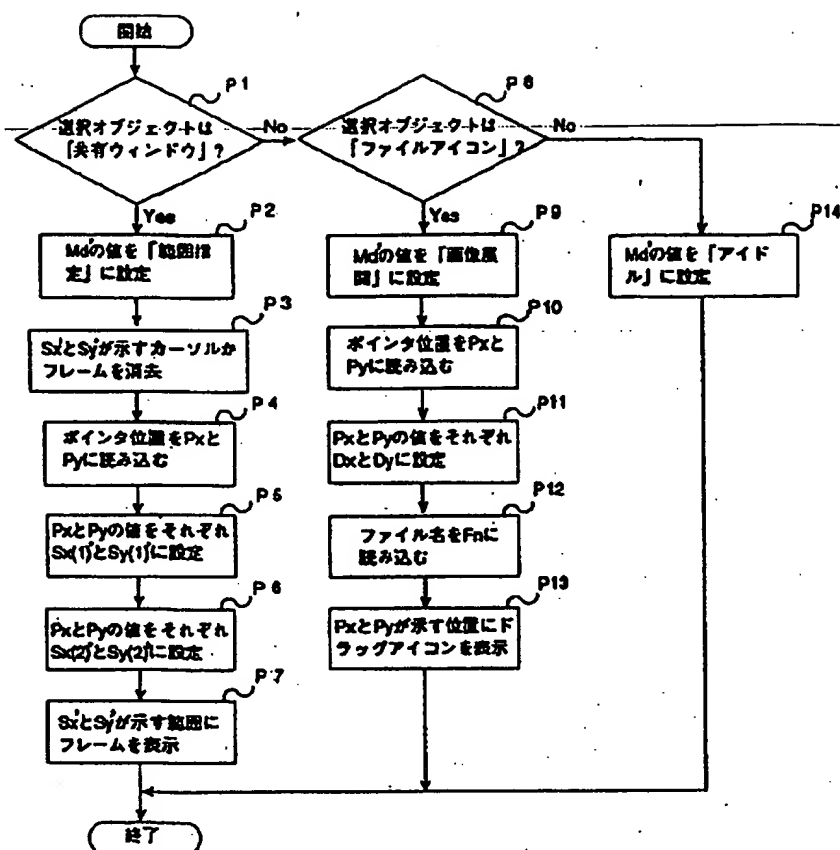 開始
P1
選択オブジェクトは
「共有ウィンドウ」?
No
Yes
P2
Md'の値を「範囲指
定」に設定
P3
Sx'とSy'が示すカーソルか
フレームを消去
P4
ポインタ位置をPxと
Pyに読み込む
P5
PxとPyの値をそれぞれ
Sx(1)'とSy(1)'に設定
P6
PxとPyの値をそれぞれ
Sx(2)'とSy(2)'に設定
P7
Sx'とSy'が示す範囲に
フレームを表示
終了
P8
選択オブジェクトは
「ファイルアイコン」?
No
Yes
P9
Md'の値を「画像展
開」に設定
P10
ポインタ位置をPxと
Pyに読み込む
P11
PxとPyの値をそれぞれ
DxとDyに設定
P12
ファイル名をFnに
読み込む
P13
PxとPyが示す位置にド
ラッグアイコンを表示
P14
Md'の値を「アイド
ル」に設定